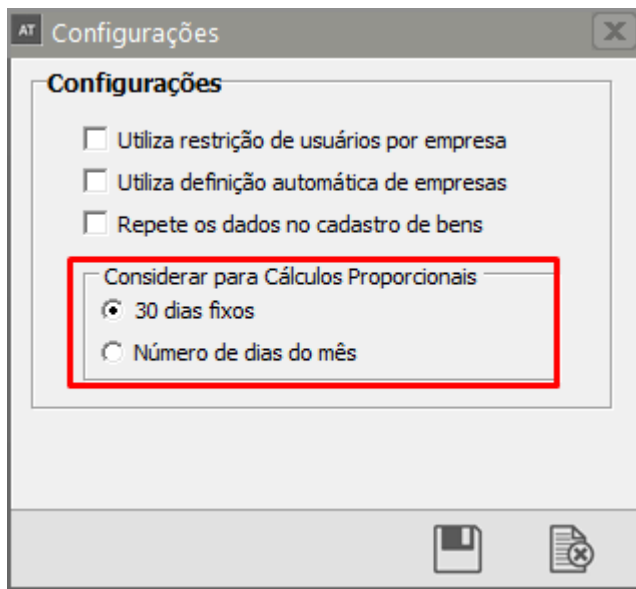 AT Configurações
Configurações
Utiliza restrição de usuários por empresa
Utiliza definição automática de empresas
Repete os dados no cadastro de bens
Considerar para Cálculos Proporcionais
30 dias fixos
Número de dias do mês